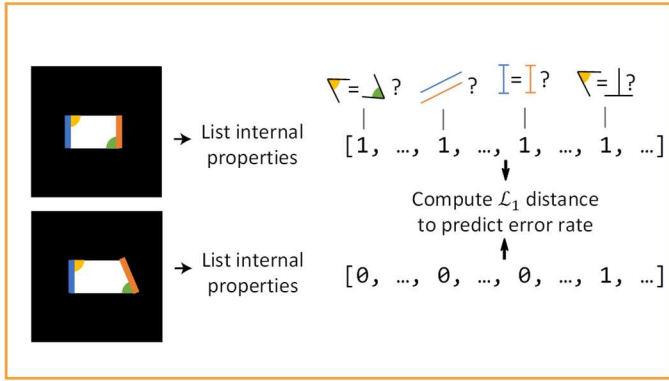 = ? ? = ? = ?
List internal
properties
[1, …, 1, …, 1, …, 1, …]
Compute ℒ₁ distance
to predict error rate
List internal
properties
[0, …, 0, …, 0, …, 1, …]